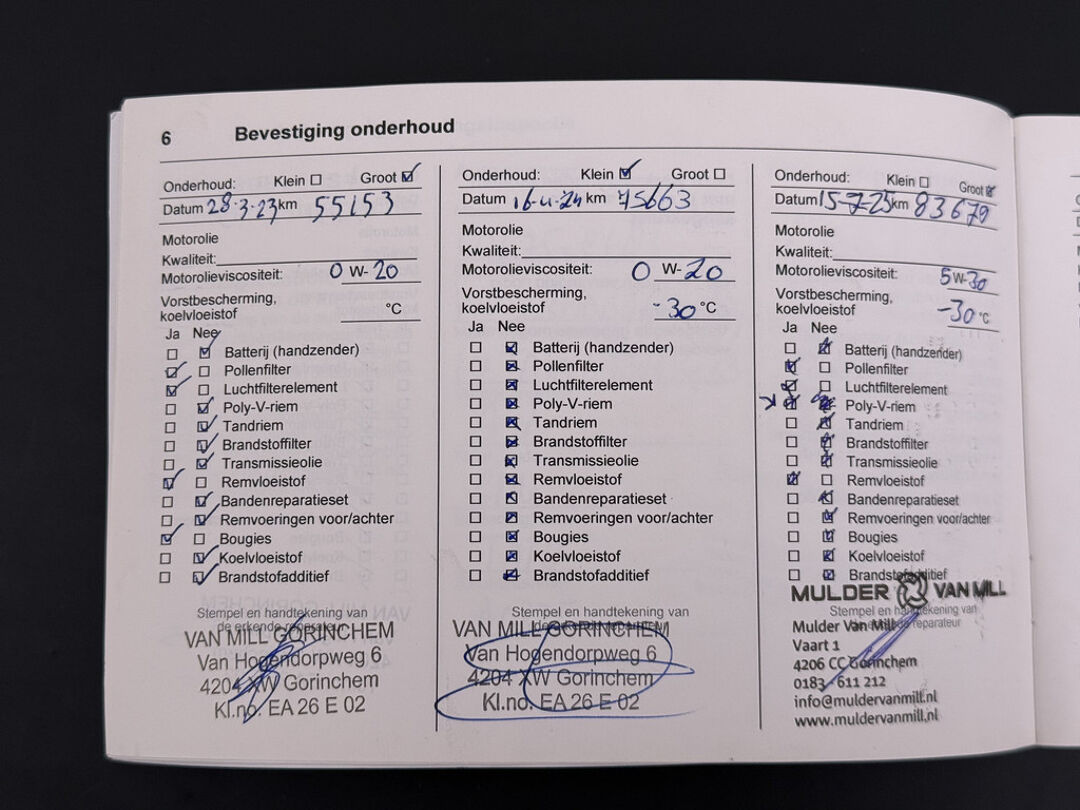 6 Bevestiging onderhoud
Onderhoud: Klein ☐ Groot ☑
Datum 28-3-23 km 55153
Motorolie
Kwaliteit:
Motorolieviscositeit: 0 W-20
Vorstbescherming,
koelvloeistof °C
Ja Nee
☐ ☑ Batterij (handzender)
☑ ☐ Pollenfilter
☑ ☐ Luchtfilterelement
☐ ☑ Poly-V-riem
☐ ☑ Tandriem
☐ ☑ Brandstoffilter
☐ ☑ Transmissieolie
☑ ☐ Remvloeistof
☐ ☑ Bandenreparatieset
☐ ☑ Remvoeringen voor/achter
☑ ☐ Bougies
☐ ☑ Koelvloeistof
☐ ☑ Brandstofadditief
Stempel en handtekening van
de erkende reparateur
VAN MILL GORINCHEM
Van Hogendorpweg 6
4204 XW Gorinchem
Kl.no. EA 26 E 02
Onderhoud: Klein ☑ Groot ☐
Datum 16-4-24 km 75663
Motorolie
Kwaliteit:
Motorolieviscositeit: 0 W-20
Vorstbescherming,
koelvloeistof -30 °C
Ja Nee
☐ ☒ Batterij (handzender)
☐ ☒ Pollenfilter
☐ ☒ Luchtfilterelement
☐ ☒ Poly-V-riem
☐ ☒ Tandriem
☐ ☒ Brandstoffilter
☐ ☒ Transmissieolie
☐ ☒ Remvloeistof
☐ ☒ Bandenreparatieset
☐ ☒ Remvoeringen voor/achter
☐ ☒ Bougies
☐ ☒ Koelvloeistof
☐ ☒ Brandstofadditief
Stempel en handtekening van
VAN MILL GORINCHEM
Van Hogendorpweg 6
4204 XW Gorinchem
Kl.no. EA 26 E 02
Onderhoud: Klein ☐ Groot ☒
Datum 15-7-25 km 83679
Motorolie
Kwaliteit:
Motorolieviscositeit: 5 W-30
Vorstbescherming,
koelvloeistof -30 °C
Ja Nee
☐ ☒ Batterij (handzender)
☒ ☐ Pollenfilter
☒ ☐ Luchtfilterelement
☒ ☒ Poly-V-riem
☐ ☒ Tandriem
☐ ☒ Brandstoffilter
☐ ☒ Transmissieolie
☒ ☐ Remvloeistof
☐ ☒ Bandenreparatieset
☐ ☒ Remvoeringen voor/achter
☐ ☒ Bougies
☐ ☒ Koelvloeistof
☐ ☒ Brandstofadditief
MULDER VAN MILL
Stempel en handtekening van
reparateur
Mulder Van Mill
Vaart 1
4206 CC Gorinchem
0183 611 212
info@muldervanmill.nl
www.muldervanmill.nl